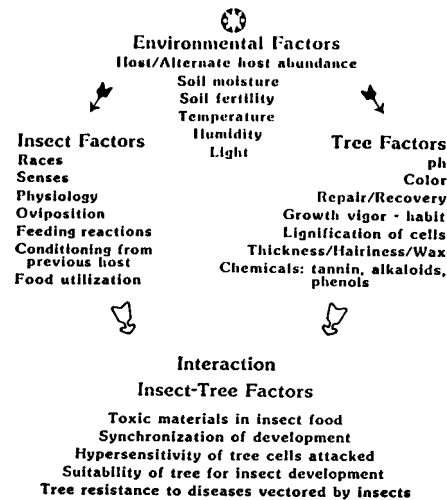 Environmental Factors
Host/Alternate host abundance
Soil moisture
Soil fertility
Temperature
Humidity
Light
Insect Factors
Races
Senses
Physiology
Oviposition
Feeding reactions
Conditioning from
previous host
Food utilization
Tree Factors
ph
Color
Repair/Recovery
Growth vigor - habit
Lignification of cells
Thickness/Hairiness/Wax
Chemicals: tannin, alkaloids,
phenols
Interaction
Insect-Tree Factors
Toxic materials in insect food
Synchronization of development
Hypersensitivity of tree cells attacked
Suitability of tree for insect development
Tree resistance to diseases vectored by insects